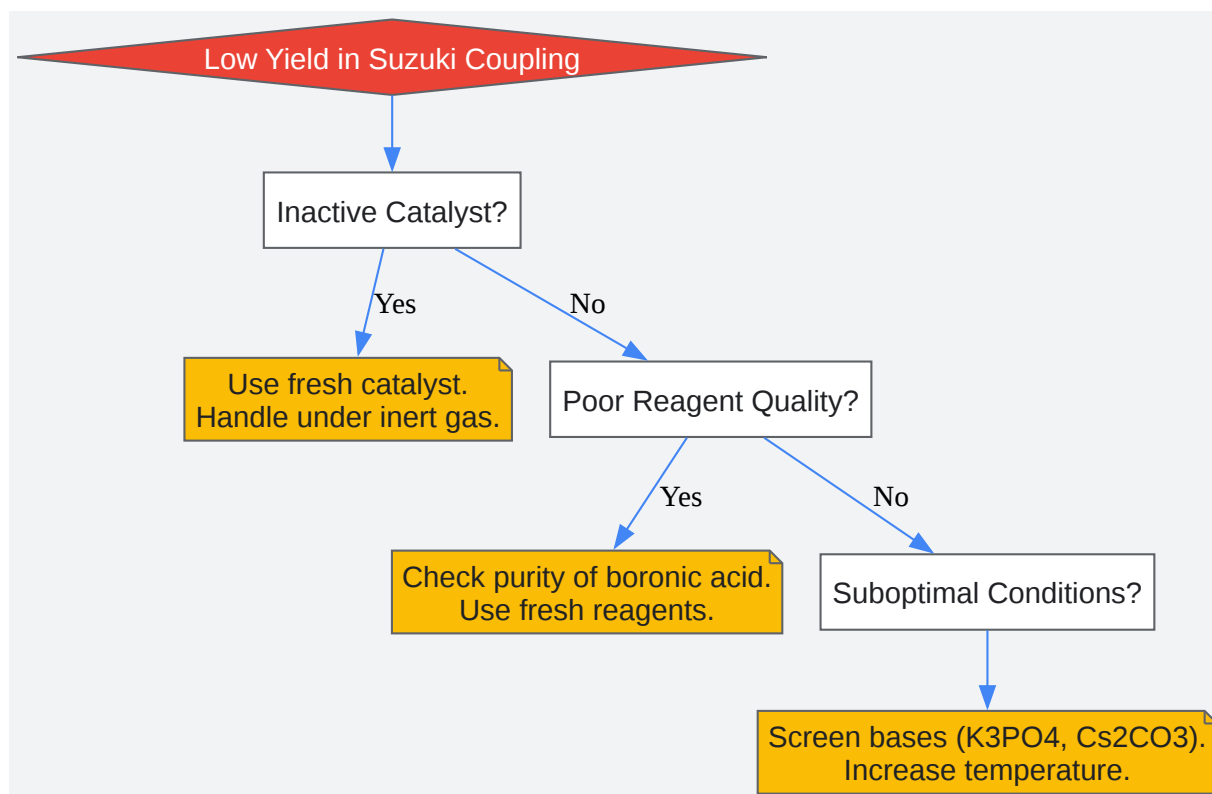 Low Yield in Suzuki Coupling
Inactive Catalyst?
Yes
No
Use fresh catalyst.
Handle under inert gas.
Poor Reagent Quality?
Yes
No
Check purity of boronic acid.
Use fresh reagents.
Suboptimal Conditions?
Screen bases (K3PO4, Cs2CO3).
Increase temperature.